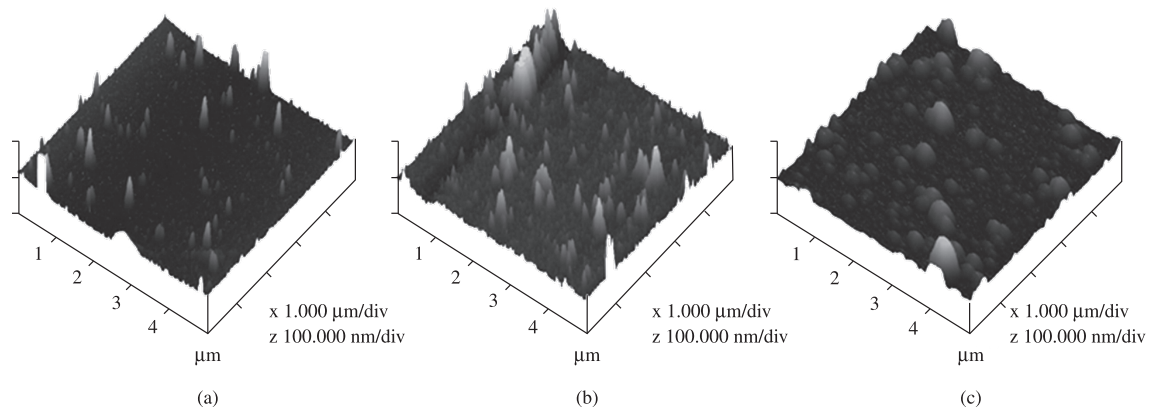 1
2
3
4
μm
x 1.000 μm/div
z 100.000 nm/div
(a)
1
2
3
4
μm
x 1.000 μm/div
z 100.000 nm/div
(b)
1
2
3
4
μm
x 1.000 μm/div
z 100.000 nm/div
(c)